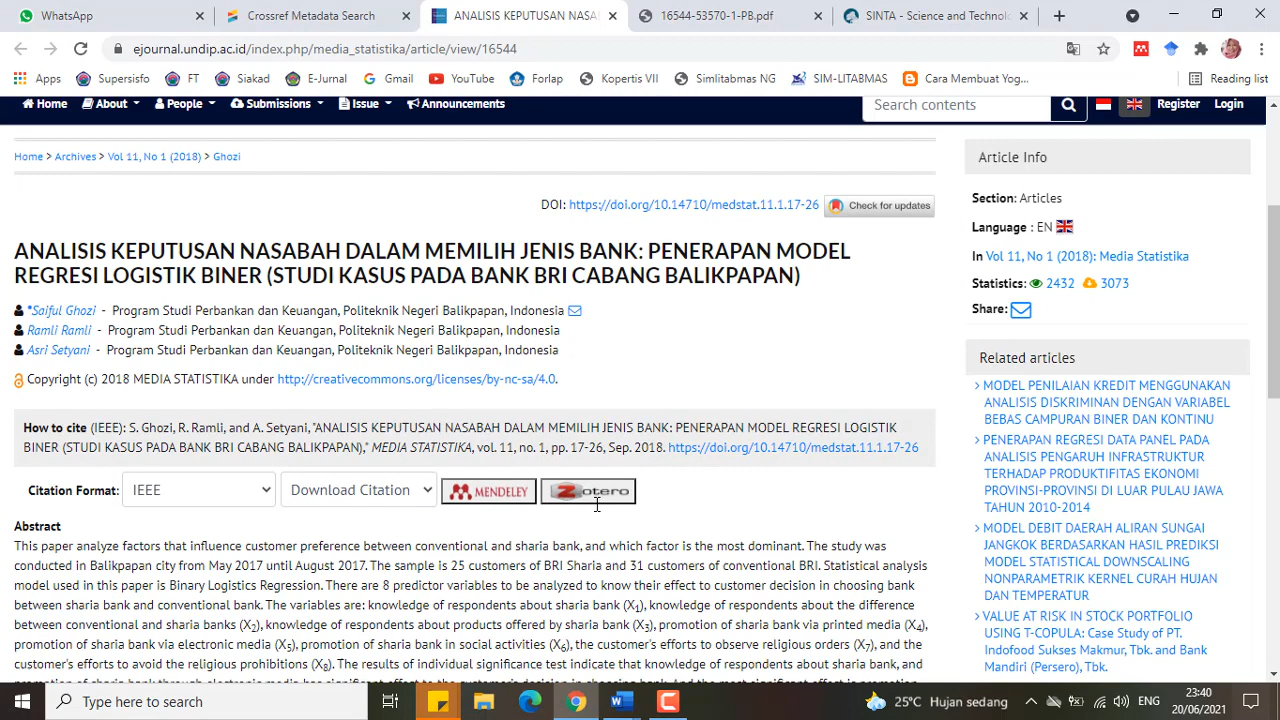 WhatsApp
Crossref Metadata Search
ANALISIS KEPUTUSAN NASA
16544-53570-1-PB.pdf
SINTA - Science and Technol
ejournal.undip.ac.id/index.php/media_statistika/article/view/16544
Apps
Supersifo
FT
Siakad
E-Jurnal
Gmail
YouTube
Forlap
Kopertis VII
Simlitabmas NG
SIM-LITABMAS
Cara Membuat Yog...
Reading list
Home
About
People
Submissions
Issue
Announcements
Search contents
Register
Login
Home > Archives > Vol 11, No 1 (2018) > Ghozi
DOI: https://doi.org/10.14710/medstat.11.1.17-26
Check for updates
ANALISIS KEPUTUSAN NASABAH DALAM MEMILIH JENIS BANK: PENERAPAN MODEL
REGRESI LOGISTIK BINER (STUDI KASUS PADA BANK BRI CABANG BALIKPAPAN)
*Saiful Ghozi - Program Studi Perbankan dan Keuangan, Politeknik Negeri Balikpapan, Indonesia
Ramli Ramli - Program Studi Perbankan dan Keuangan, Politeknik Negeri Balikpapan, Indonesia
Asri Setyani - Program Studi Perbankan dan Keuangan, Politeknik Negeri Balikpapan, Indonesia
Copyright (c) 2018 MEDIA STATISTIKA under http://creativecommons.org/licenses/by-nc-sa/4.0.
How to cite (IEEE): S. Ghozi, R. Ramli, and A. Setyani, "ANALISIS KEPUTUSAN NASABAH DALAM MEMILIH JENIS BANK: PENERAPAN MODEL REGRESI LOGISTIK
BINER (STUDI KASUS PADA BANK BRI CABANG BALIKPAPAN)," MEDIA STATISTIKA, vol. 11, no. 1, pp. 17-26, Sep. 2018. https://doi.org/10.14710/medstat.11.1.17-26
Citation Format:
IEEE
Download Citation
MENDELEY
Zotero
Abstract
This paper analyze factors that influence customer preference between conventional and sharia bank, and which factor is the most dominant. The study was
conducted in Balikpapan city from May 2017 until August 2017. The sample is 25 customers of BRI Sharia and 31 customers of conventional BRI. Statistical analysis
model used in this paper is Binary Logistics Regression. There are 8 predictor variables to be analyzed to know their effect to customer decision in choosing bank
between sharia bank and conventional bank. The variables are: knowledge of respondents about sharia bank (X1), knowledge of respondents about the difference
between conventional and sharia banks (X2), knowledge of respondents about products offered by sharia bank (X3), promotion of sharia bank via printed media (X4),
promotion of sharia bank via electronic media (X5), promotion of sharia bank in social activities (X6), the customer's efforts to observe religious orders (X7), and the
customer's efforts to avoid the religious prohibitions (X8). The results of individual significance test indicate that knowledge of respondents about sharia bank, and
Article Info
Section: Articles
Language : EN
In Vol 11, No 1 (2018): Media Statistika
Statistics: 2432 3073
Share:
Related articles
MODEL PENILAIAN KREDIT MENGGUNAKAN
ANALISIS DISKRIMINAN DENGAN VARIABEL
BEBAS CAMPURAN BINER DAN KONTINU
PENERAPAN REGRESI DATA PANEL PADA
ANALISIS PENGARUH INFRASTRUKTUR
TERHADAP PRODUKTIFITAS EKONOMI
PROVINSI-PROVINSI DI LUAR PULAU JAWA
TAHUN 2010-2014
MODEL DEBIT DAERAH ALIRAN SUNGAI
JANGKOK BERDASARKAN HASIL PREDIKSI
MODEL STATISTICAL DOWNSCALING
NONPARAMETRIK KERNEL CURAH HUJAN
DAN TEMPERATUR
VALUE AT RISK IN STOCK PORTFOLIO
USING T-COPULA: Case Study of PT.
Indofood Sukses Makmur, Tbk. and Bank
Mandiri (Persero), Tbk.
Type here to search
25°C Hujan sedang
ENG
23:40
20/06/2021